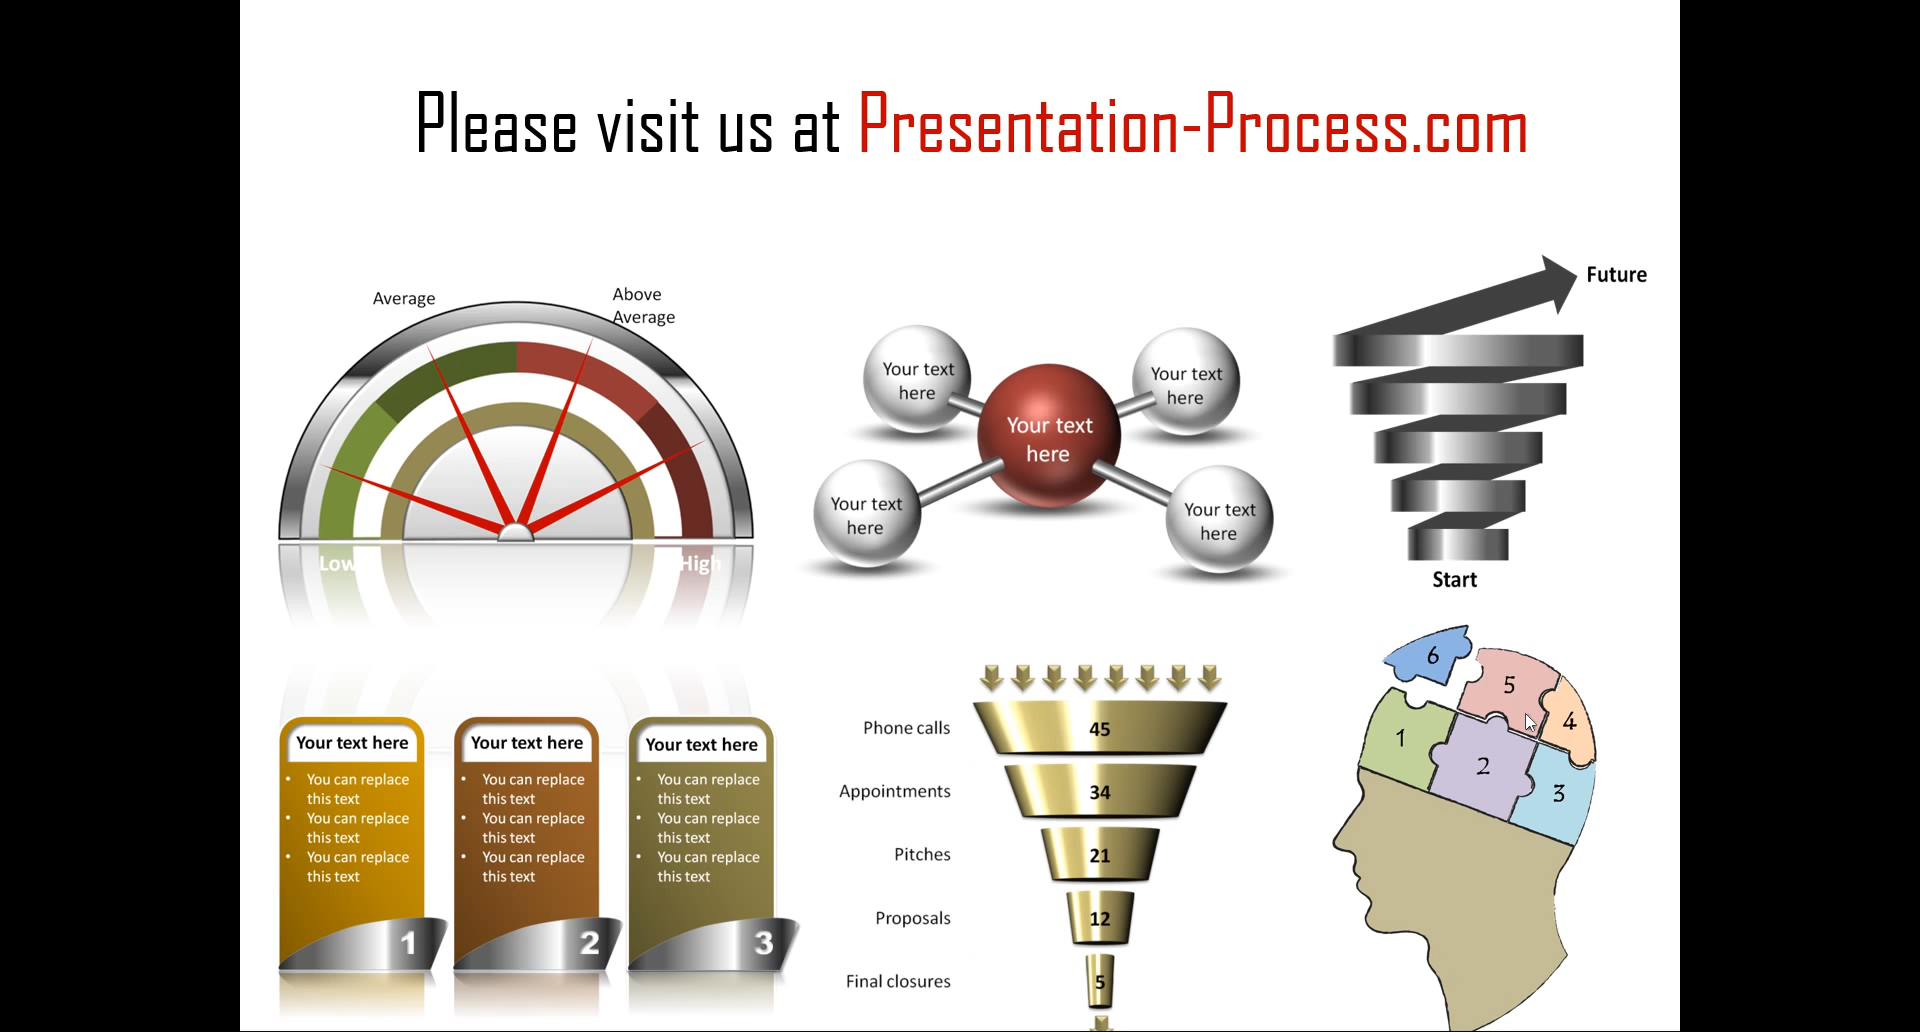 Please visit us at Presentation-Process.com
Average
Above
Average
Low
High
Your text
here
Your text
here
Your text
here
Your text
here
Your text
here
Future
Start
Your text here
• You can replace
this text
• You can replace
this text
• You can replace
this text
1
Your text here
• You can replace
this text
• You can replace
this text
• You can replace
this text
2
Your text here
• You can replace
this text
• You can replace
this text
• You can replace
this text
3
Phone calls 45
Appointments 34
Pitches 21
Proposals 12
Final closures 5
6
5
4
1
2
3